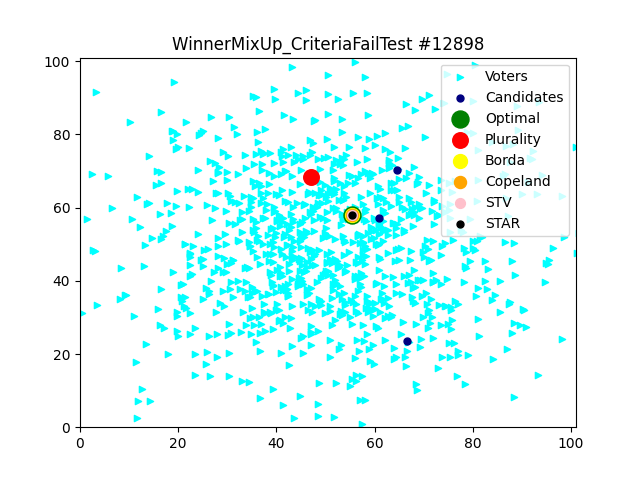 WinnerMixUp_CriteriaFailTest #12898
100
80
60
40
20
0
0
20
40
60
80
100
Voters
Candidates
Optimal
Plurality
Borda
Copeland
STV
STAR